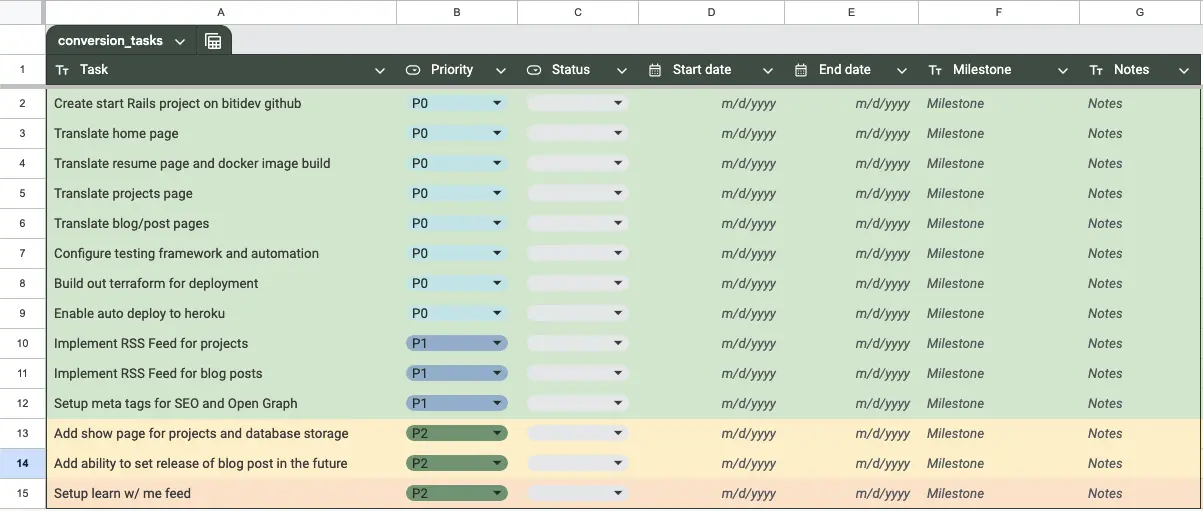 A B C D E F G
conversion_tasks
1 Task Priority Status Start date End date Milestone Notes
2 Create start Rails project on bitidev github P0 m/d/yyyy m/d/yyyy Milestone Notes
3 Translate home page P0 m/d/yyyy m/d/yyyy Milestone Notes
4 Translate resume page and docker image build P0 m/d/yyyy m/d/yyyy Milestone Notes
5 Translate projects page P0 m/d/yyyy m/d/yyyy Milestone Notes
6 Translate blog/post pages P0 m/d/yyyy m/d/yyyy Milestone Notes
7 Configure testing framework and automation P0 m/d/yyyy m/d/yyyy Milestone Notes
8 Build out terraform for deployment P0 m/d/yyyy m/d/yyyy Milestone Notes
9 Enable auto deploy to heroku P0 m/d/yyyy m/d/yyyy Milestone Notes
10 Implement RSS Feed for projects P1 m/d/yyyy m/d/yyyy Milestone Notes
11 Implement RSS Feed for blog posts P1 m/d/yyyy m/d/yyyy Milestone Notes
12 Setup meta tags for SEO and Open Graph P1 m/d/yyyy m/d/yyyy Milestone Notes
13 Add show page for projects and database storage P2 m/d/yyyy m/d/yyyy Milestone Notes
14 Add ability to set release of blog post in the future P2 m/d/yyyy m/d/yyyy Milestone Notes
15 Setup learn w/ me feed P2 m/d/yyyy m/d/yyyy Milestone Notes